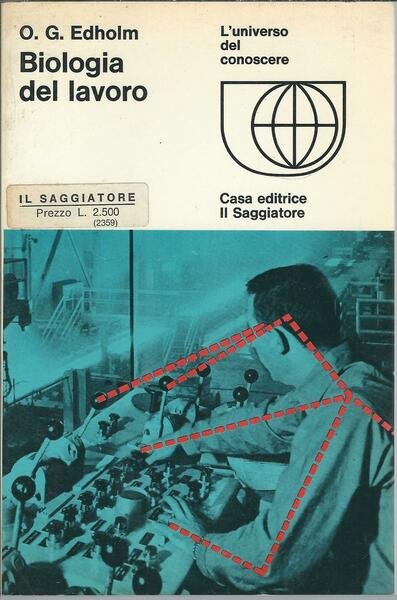 O. G. Edholm
Biologia
del lavoro
L'universo
del
conoscere
IL SAGGIATORE
Prezzo L. 2.500
(2359)
Casa editrice
Il Saggiatore